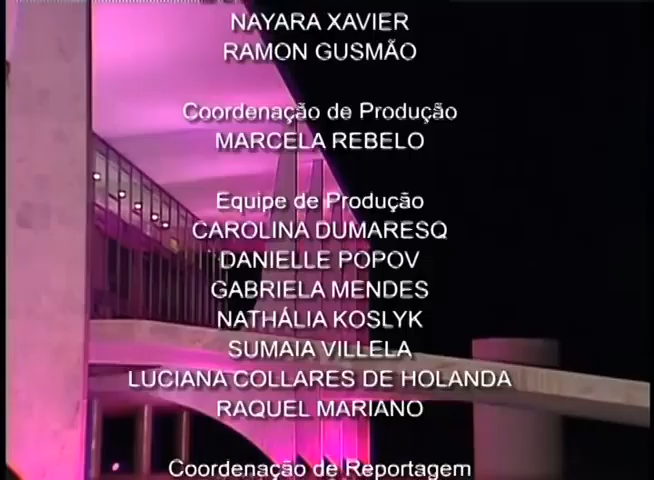 NAYARA XAVIER
RAMON GUSMÃO
Coordenação de Produção
MARCELA REBELO
Equipe de Produção
CAROLINA DUMARESQ
DANIELLE POPOV
GABRIELA MENDES
NATHÁLIA KOSLYK
SUMAIA VILLELA
LUCIANA COLLARES DE HOLANDA
RAQUEL MARIANO
Coordenação de Reportagem